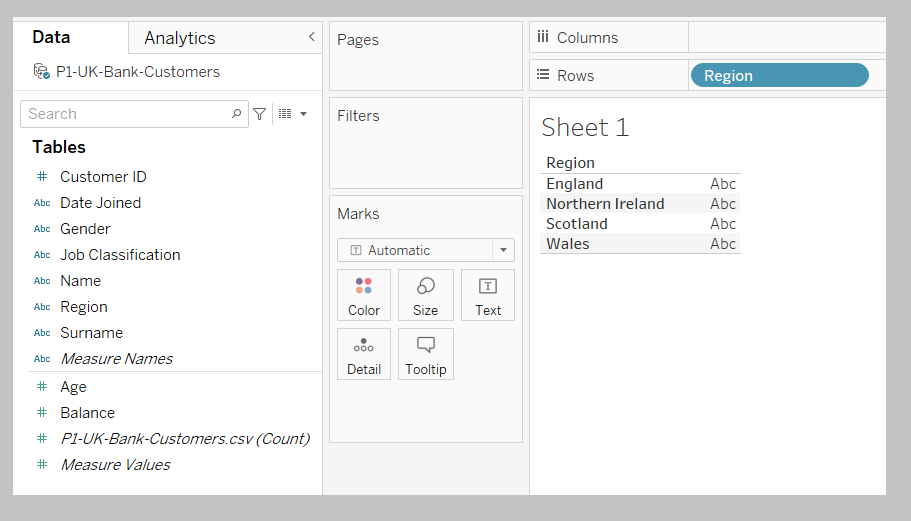 Data
Analytics
P1-UK-Bank-Customers
Search
Tables
# Customer ID
Abc Date Joined
Abc Gender
Abc Job Classification
Abc Name
Abc Region
Abc Surname
Abc Measure Names
# Age
# Balance
# P1-UK-Bank-Customers.csv (Count)
# Measure Values
Pages
Filters
Marks
T Automatic
Color Size T Text
Detail Tooltip
Columns
Rows Region
Sheet 1
Region
England Abc
Northern Ireland Abc
Scotland Abc
Wales Abc